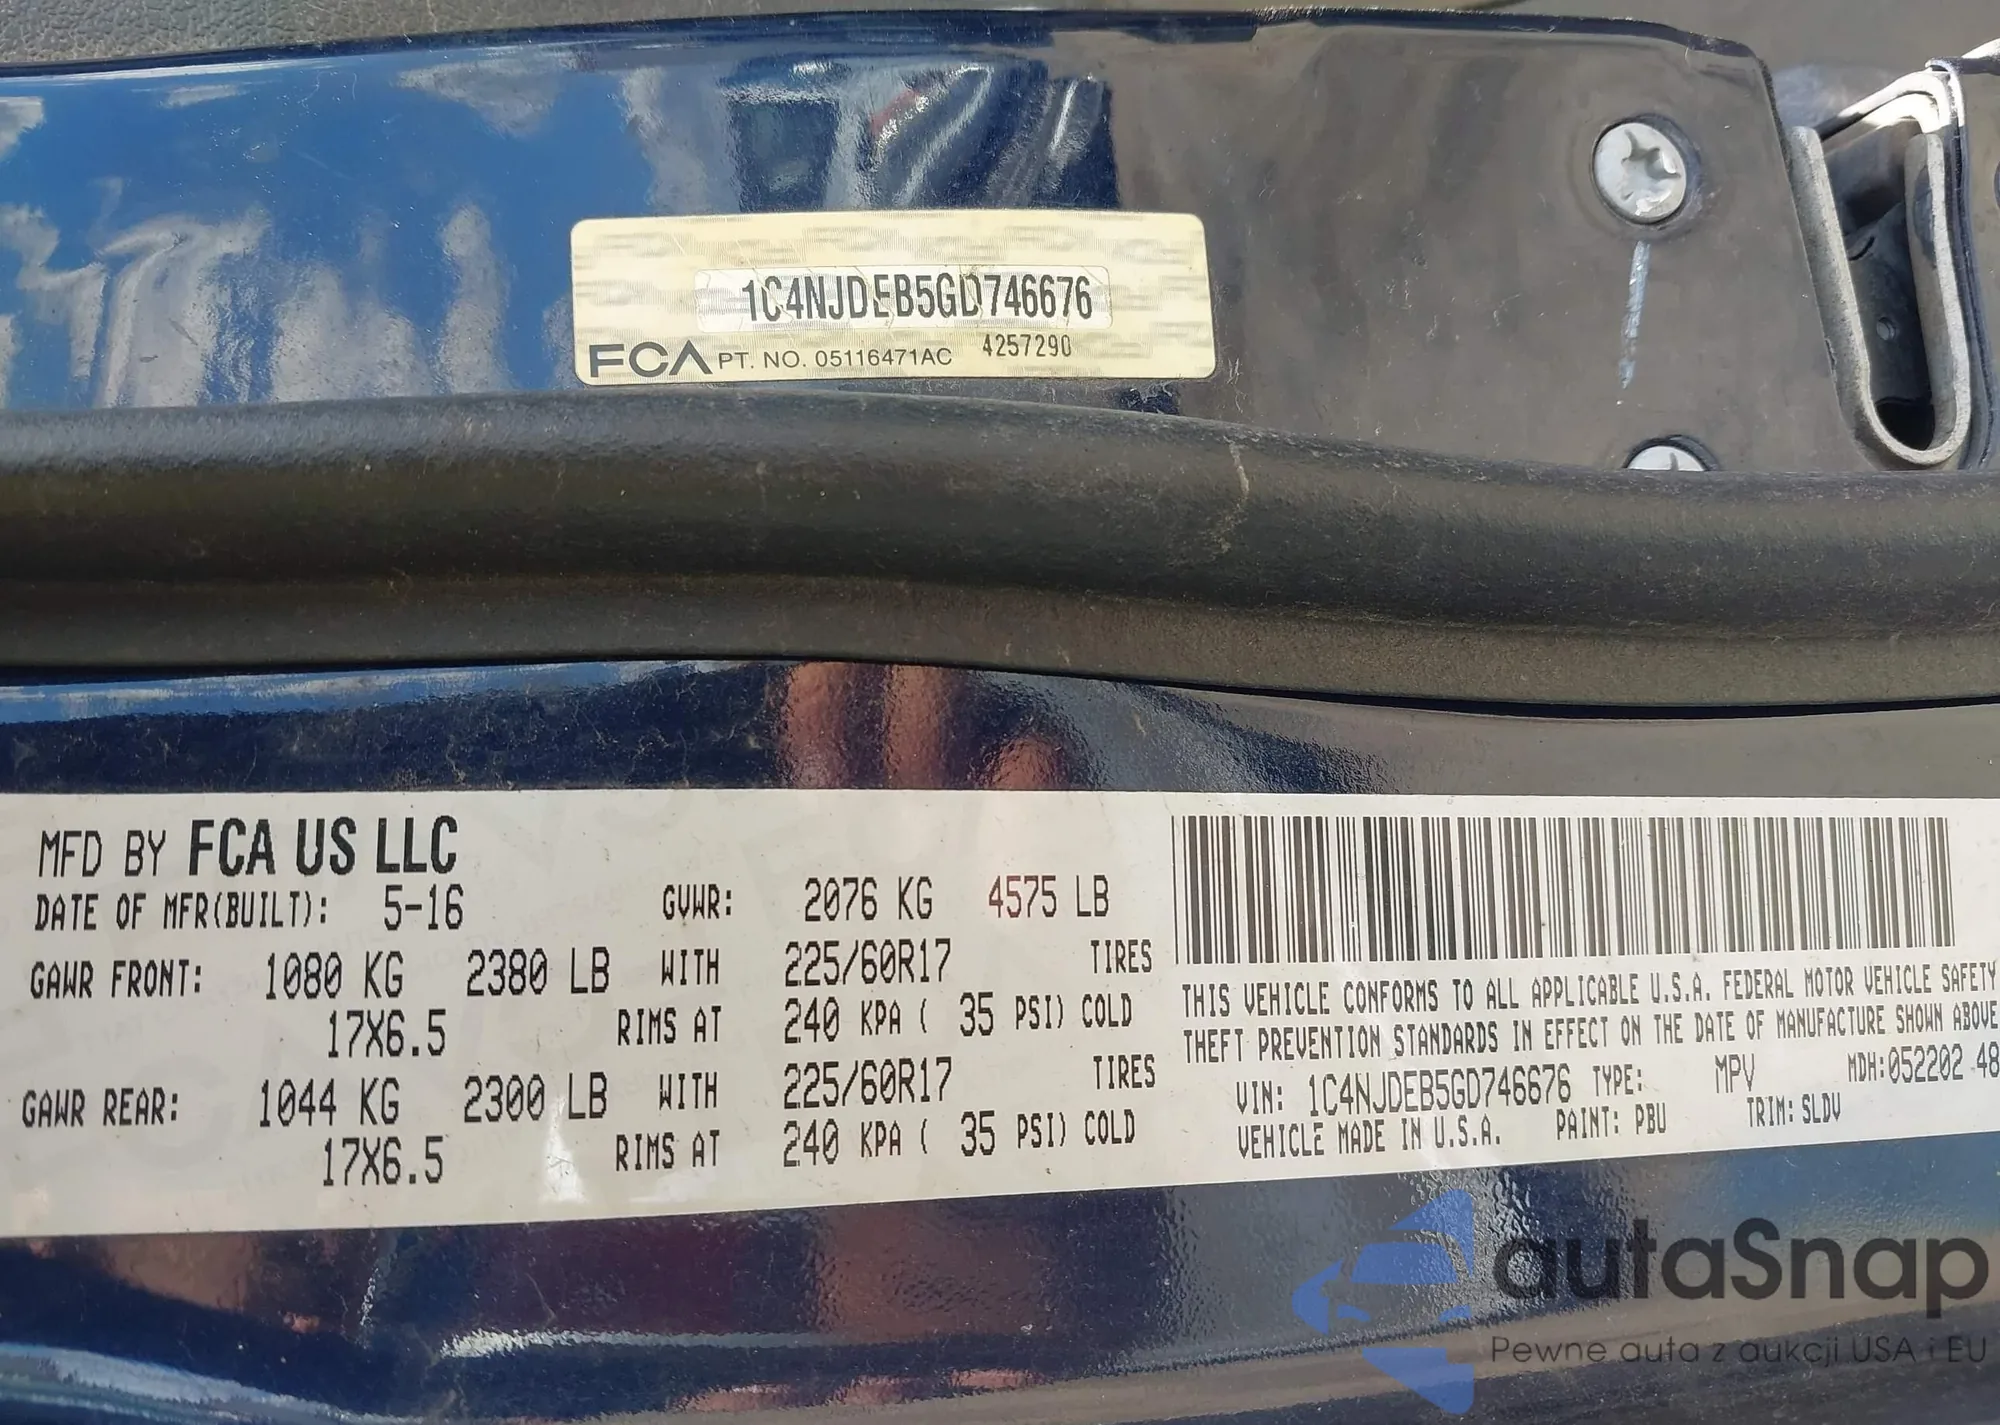 1C4NJDEB5GD746676
FCA PT. NO. 05116471AC 4257290
MFD BY FCA US LLC
DATE OF MFR(BUILT): 5-16 GVWR: 2076 KG 4575 LB
GAWR FRONT: 1080 KG 2380 LB WITH 225/60R17 TIRES
17X6.5 RIMS AT 240 KPA ( 35 PSI) COLD
GAWR REAR: 1044 KG 2300 LB WITH 225/60R17 TIRES
17X6.5 RIMS AT 240 KPA ( 35 PSI) COLD
THIS VEHICLE CONFORMS TO ALL APPLICABLE U.S.A. FEDERAL MOTOR VEHICLE SAFETY
THEFT PREVENTION STANDARDS IN EFFECT ON THE DATE OF MANUFACTURE SHOWN ABOVE
VIN: 1C4NJDEB5GD746676 TYPE: MPV MDH:052202 48
VEHICLE MADE IN U.S.A. PAINT: PBU TRIM: SLDV
autaSnap
Pewne auta z aukcji USA i EU